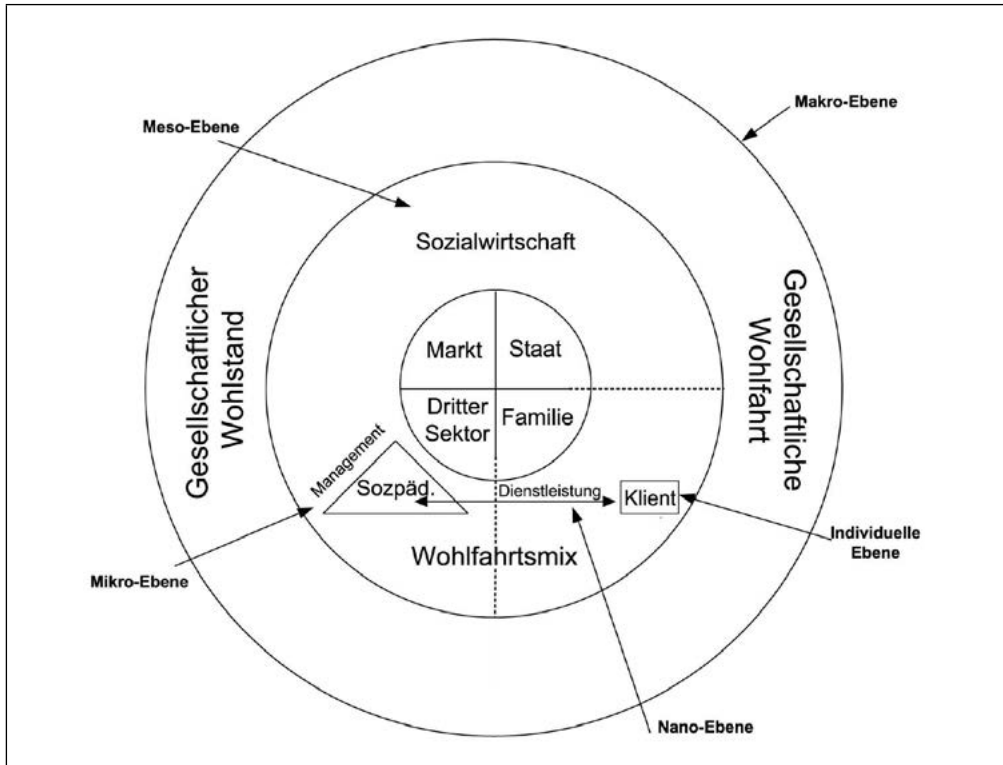 Makro-Ebene
Meso-Ebene
Sozialwirtschaft
Gesellschaftlicher
Wohlstand
Gesellschaftliche
Wohlfahrt
Markt
Staat
Dritter
Sektor
Familie
Management
Sozpäd.
Dienstleistung
Klient
Individuelle
Ebene
Wohlfahrtsmix
Mikro-Ebene
Nano-Ebene